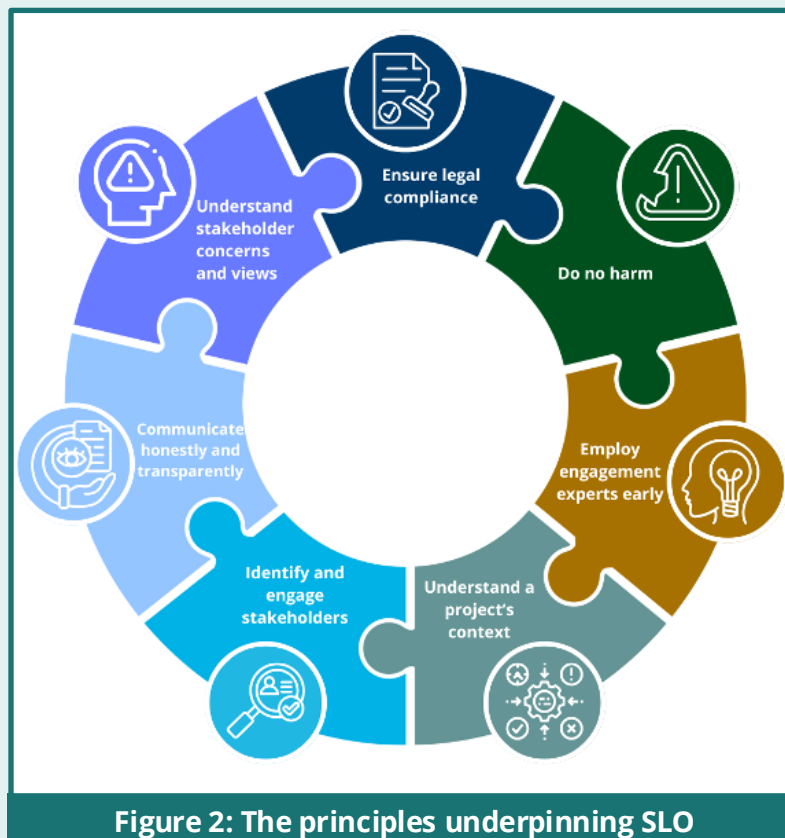 Ensure legal
compliance
Do no harm
Employ
engagement
experts early
Understand a
project's
context
Identify and
engage
stakeholders
Communicate
honestly and
transparently
Understand
stakeholder
concerns
and views
Figure 2: The principles underpinning SLO